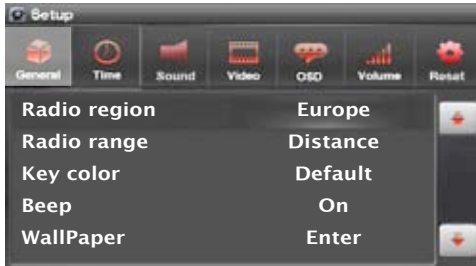 Setup
General Time Sound Video OSD Volume Reset
Radio region Europe
Radio range Distance
Key color Default
Beep On
WallPaper Enter